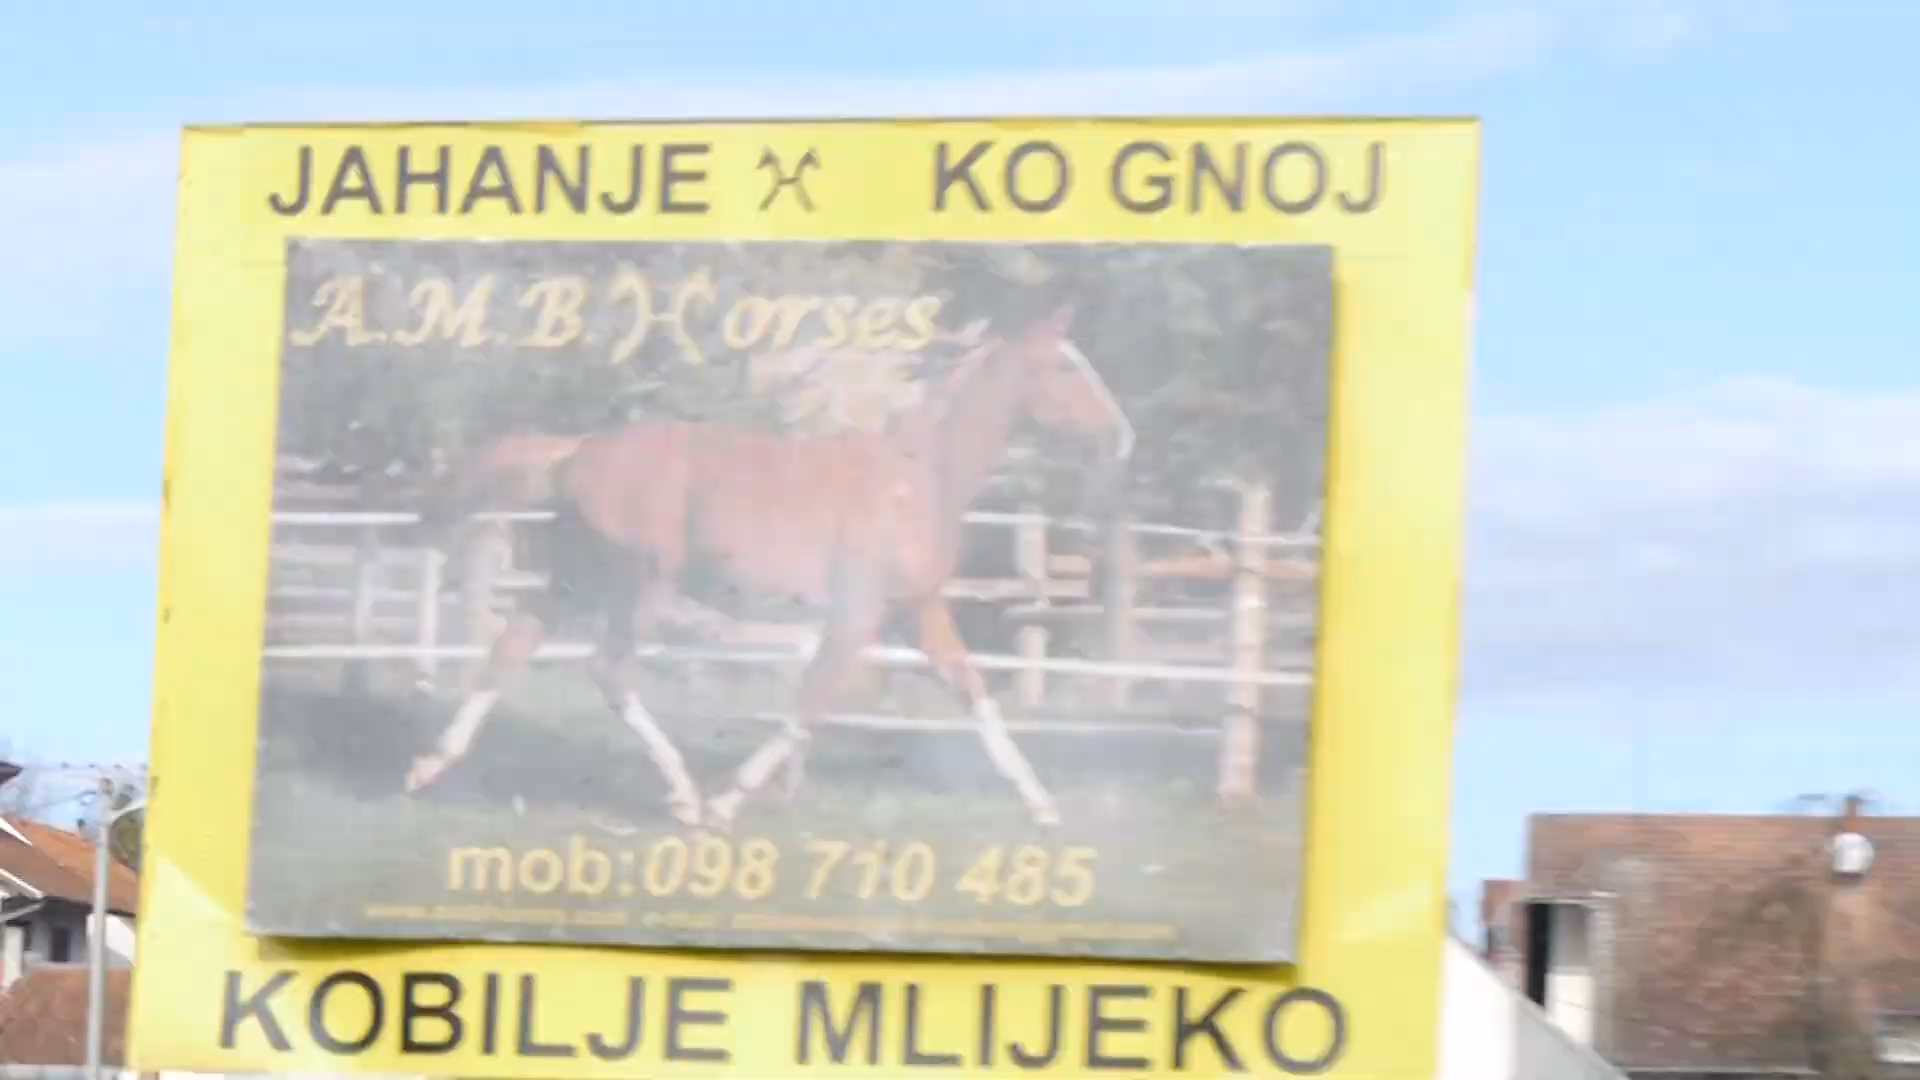 JAHANJE KO GNOJ
A.M.B. Horses
mob:098 710 485
KOBILJE MLIJEKO